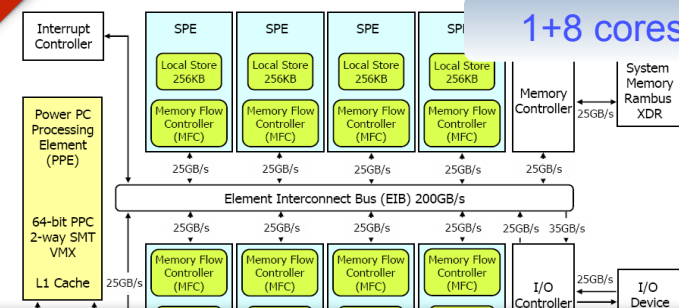 1+8 cores
Interrupt
Controller
SPE
SPE
SPE
SPE
Local Store
256KB
Local Store
256KB
Local Store
256KB
Local Store
256KB
Memory Flow
Controller
(MFC)
Memory Flow
Controller
(MFC)
Memory Flow
Controller
(MFC)
Memory Flow
Controller
(MFC)
Memory
Controller
25GB/s
System
Memory
Rambus
XDR
Power PC
Processing
Element
(PPE)
64-bit PPC
2-way SMT
VMX
L1 Cache
25GB/s
25GB/s
25GB/s
25GB/s
25GB/s
Element Interconnect Bus (EIB) 200GB/s
25GB/s
25GB/s
25GB/s
25GB/s
25GB/s
35GB/s
25GB/s
Memory Flow
Controller
(MFC)
Memory Flow
Controller
(MFC)
Memory Flow
Controller
(MFC)
Memory Flow
Controller
(MFC)
I/O
Controller
25GB/s
I/O
Device